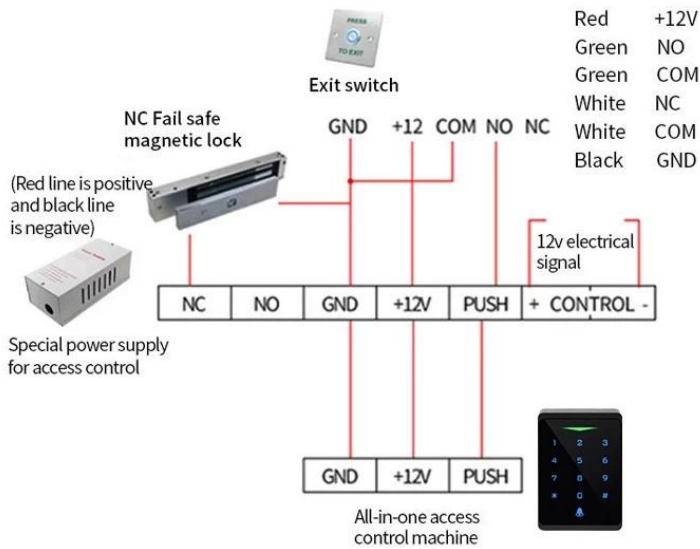 PRESS
TO EXIT
Exit switch
Red +12V
Green NO
Green COM
White NC
White COM
Black GND
NC Fail safe
magnetic lock
GND +12 COM NO NC
(Red line is positive
and black line
is negative)
12v electrical
signal
NC NO GND +12V PUSH + CONTROL -
Special power supply
for access control
GND +12V PUSH
1 2 3
4 5 6
7 8 9
* 0 #
All-in-one access
control machine